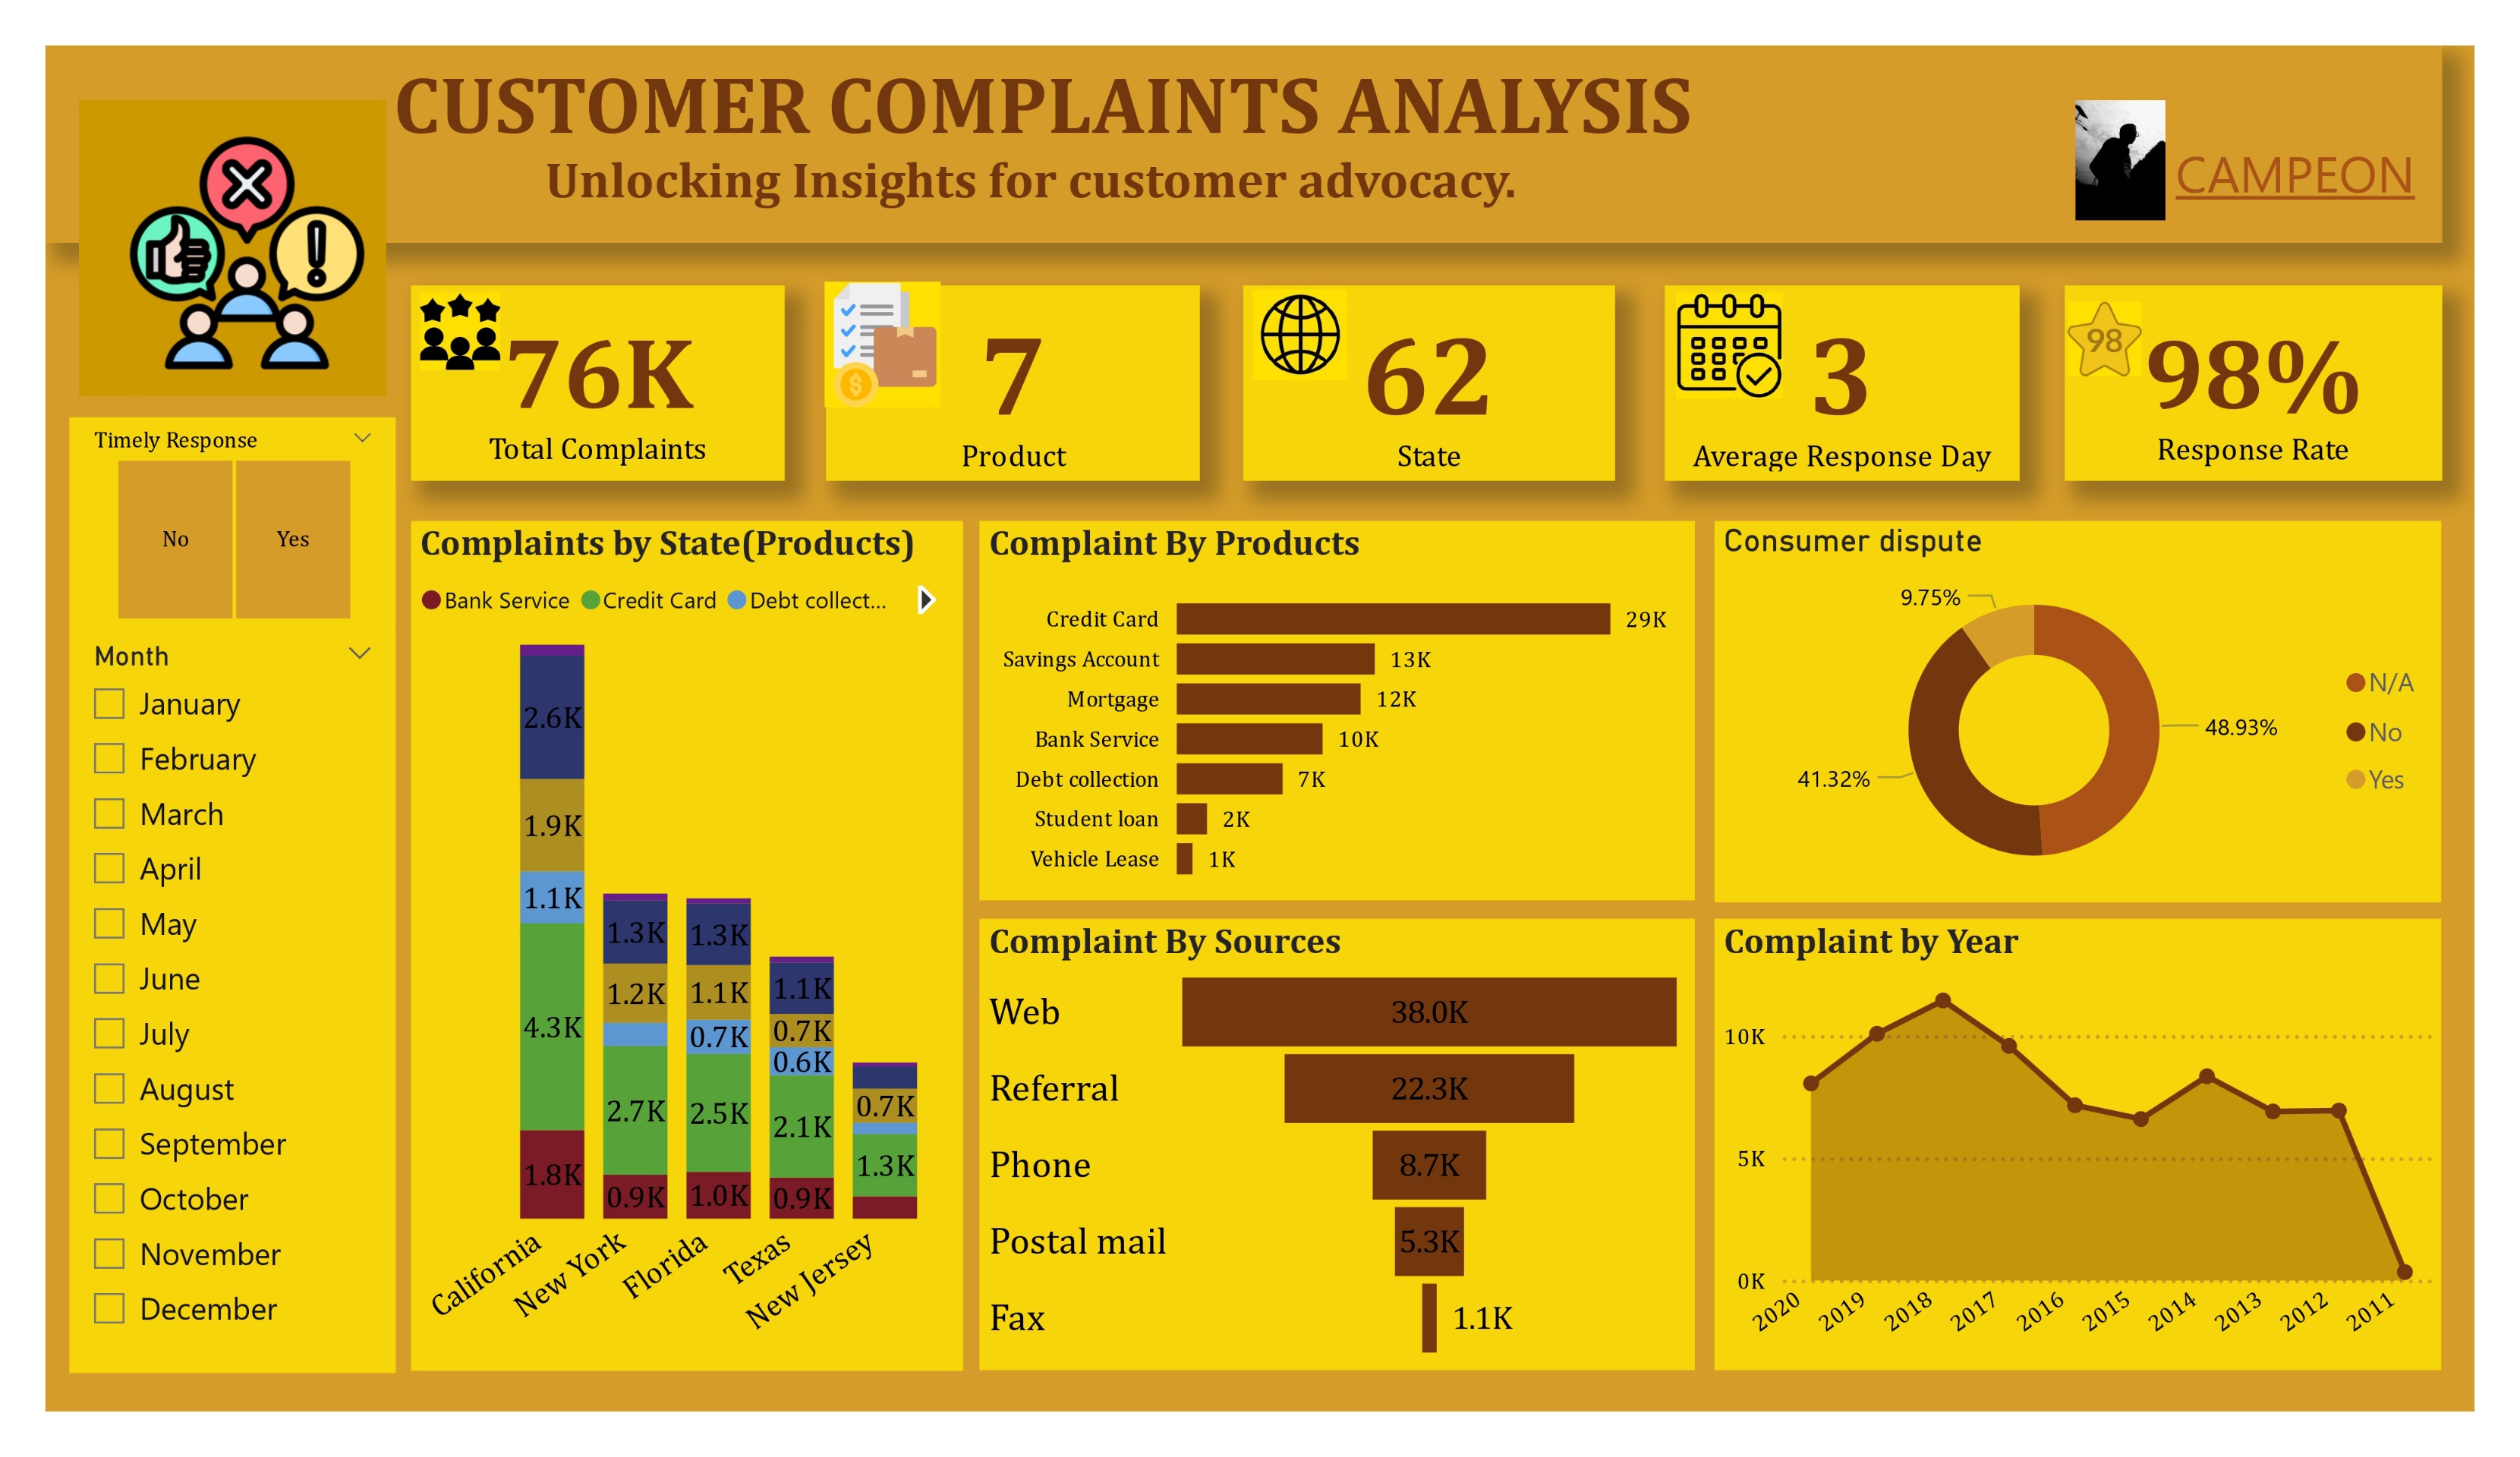 CUSTOMER COMPLAINTS ANALYSIS
Unlocking Insights for customer advocacy.
CAMPEON
76K
Total Complaints
7
Product
62
State
3
Average Response Day
98
98%
Response Rate
Timely Response
No
Yes
Month
January
February
March
April
May
June
July
August
September
October
November
December
Complaints by State(Products)
Bank Service Credit Card Debt collect...
2.6K
1.9K
1.1K
4.3K
1.8K
1.3K
1.2K
2.7K
0.9K
1.3K
1.1K
0.7K
2.5K
1.0K
1.1K
0.7K
0.6K
2.1K
0.9K
0.7K
1.3K
California
New York
Florida
Texas
New Jersey
Complaint By Products
Credit Card 29K
Savings Account 13K
Mortgage 12K
Bank Service 10K
Debt collection 7K
Student loan 2K
Vehicle Lease 1K
Consumer dispute
9.75%
48.93%
41.32%
N/A
No
Yes
Complaint By Sources
Web 38.0K
Referral 22.3K
Phone 8.7K
Postal mail 5.3K
Fax 1.1K
Complaint by Year
10K
5K
0K
2020
2019
2018
2017
2016
2015
2014
2013
2012
2011